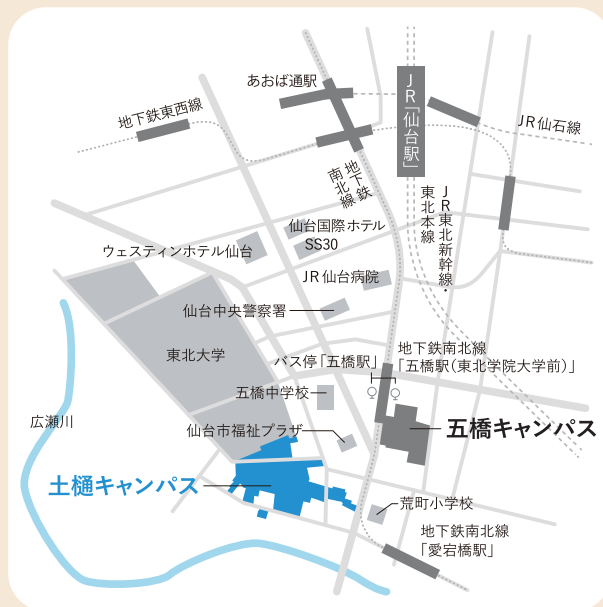 あおば通駅
JR「仙台駅」
地下鉄東西線
JR仙石線
地下鉄
南北線
JR東北新幹線・
東北本線
仙台国際ホテル
SS30
ウェスティンホテル仙台
JR仙台病院
仙台中央警察署
東北大学
バス停「五橋駅」
地下鉄南北線
「五橋駅(東北学院大学前)」
五橋中学校
広瀬川
仙台市福祉プラザ
五橋キャンパス
土樋キャンパス
荒町小学校
地下鉄南北線
「愛宕橋駅」